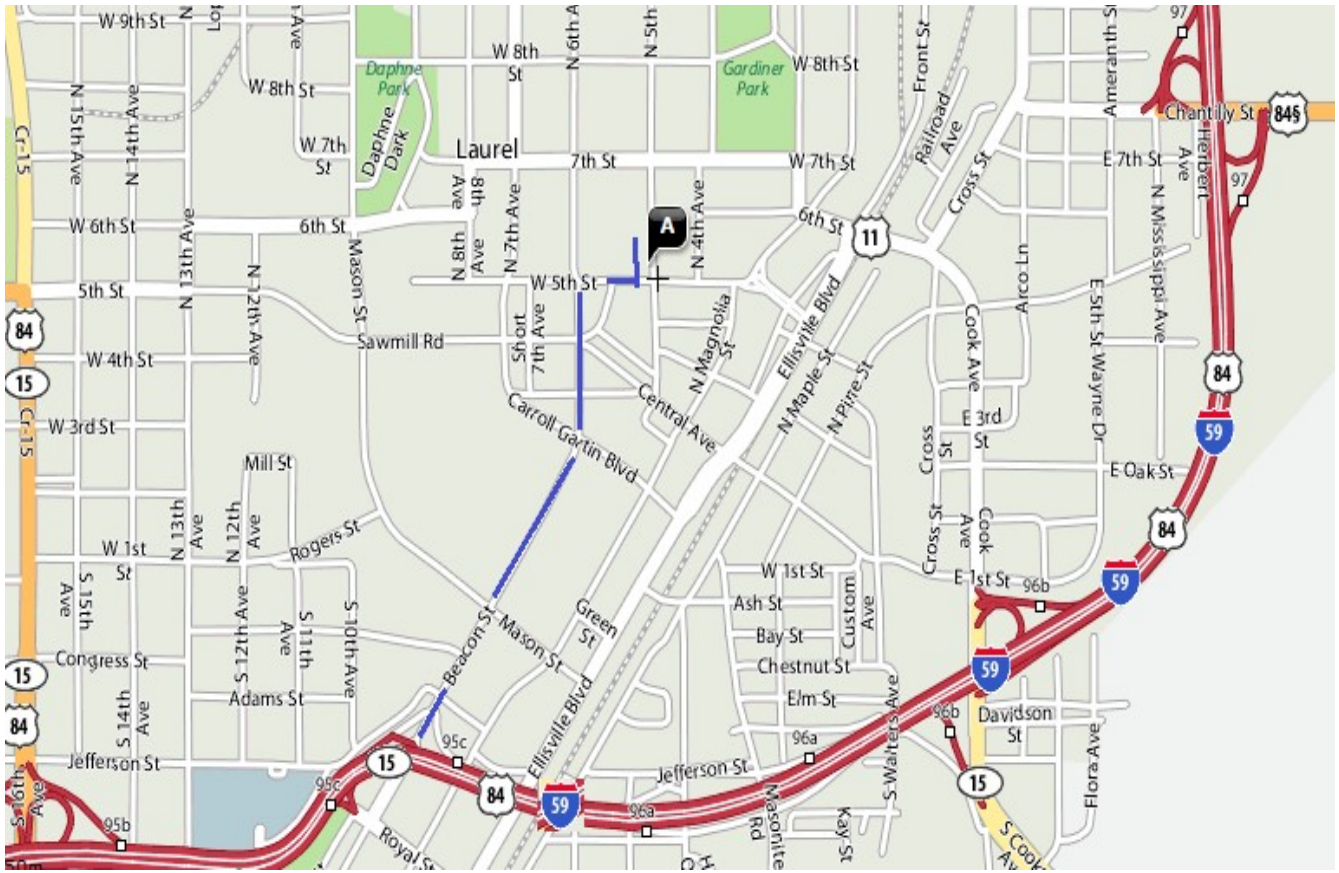 W 9th St
N
Lop
Ave
N 6th A
N 5th
Front St
Ameranth St
97
W 8th
St
W 8th St
Daphne
Park
Gardiner
Park
W 8th St
N 15th Ave
N 14th Ave
Daphne
Dark
Railroad
Ave
Chantilly St
84§
Cr-15
W 7th
St
Laurel
7th St
W 7th St
Cross St
E 7th St
Herbert
Ave
97
8th
Ave
A
W 6th St
N 13th Ave
6th St
N 8th
Ave
N 7th Ave
N 4th Ave
6th St
11
N Mississippi Ave
Mason St
Arco Ln
5th St
N 12th Ave
W 5th St
E 5th St
84
Sawmill Rd
Short
7th Ave
N Magnolia
St
Ellisville Blvd
Cook Ave
W 4th St
15
N Maple St
N Pine St
Wayne Dr
84
Cr-15
W 3rd St
Carroll Gartin Blvd
Central Ave
Cross
St
E 3rd
St
59
Mill St
E Oak St
N 13th
Ave
N 12th
Ave
Rogers St
Cross St
Cook
Ave
84
W 1st
St
W 1st St
E 1st St
96b
59
S 15th
Ave
S 12th Ave
S 11th
Ave
S 10th Ave
Beacon St
Mason St
Green
St
Ash St
Custom
Ave
Bay St
Congress St
Chestnut St
59
15
Adams St
Elm St
S Walters Ave
96b
Davidson
St
84
S 14th
Ave
Ellisville Blvd
Flora Ave
95c
96a
Jefferson St
15
Jefferson St
15
S 16th
Ave
95c
84
59
96a
Masonite
Rd
Kay St
95b
Royal St
S Cook
Av
50m
H
C